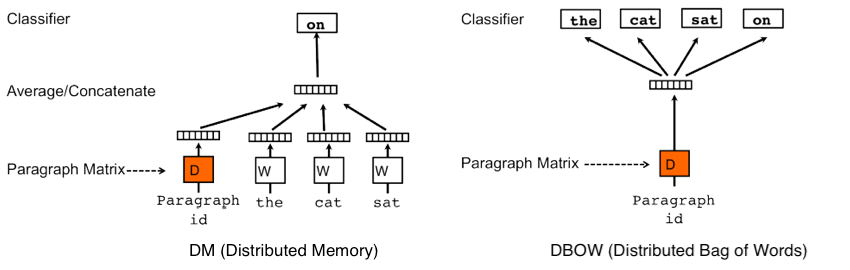 Classifier
on
Average/Concatenate
Paragraph Matrix
D
W
W
W
Paragraph
id
the
cat
sat
DM (Distributed Memory)
Classifier
the
cat
sat
on
Paragraph Matrix
D
Paragraph
id
DBOW (Distributed Bag of Words)